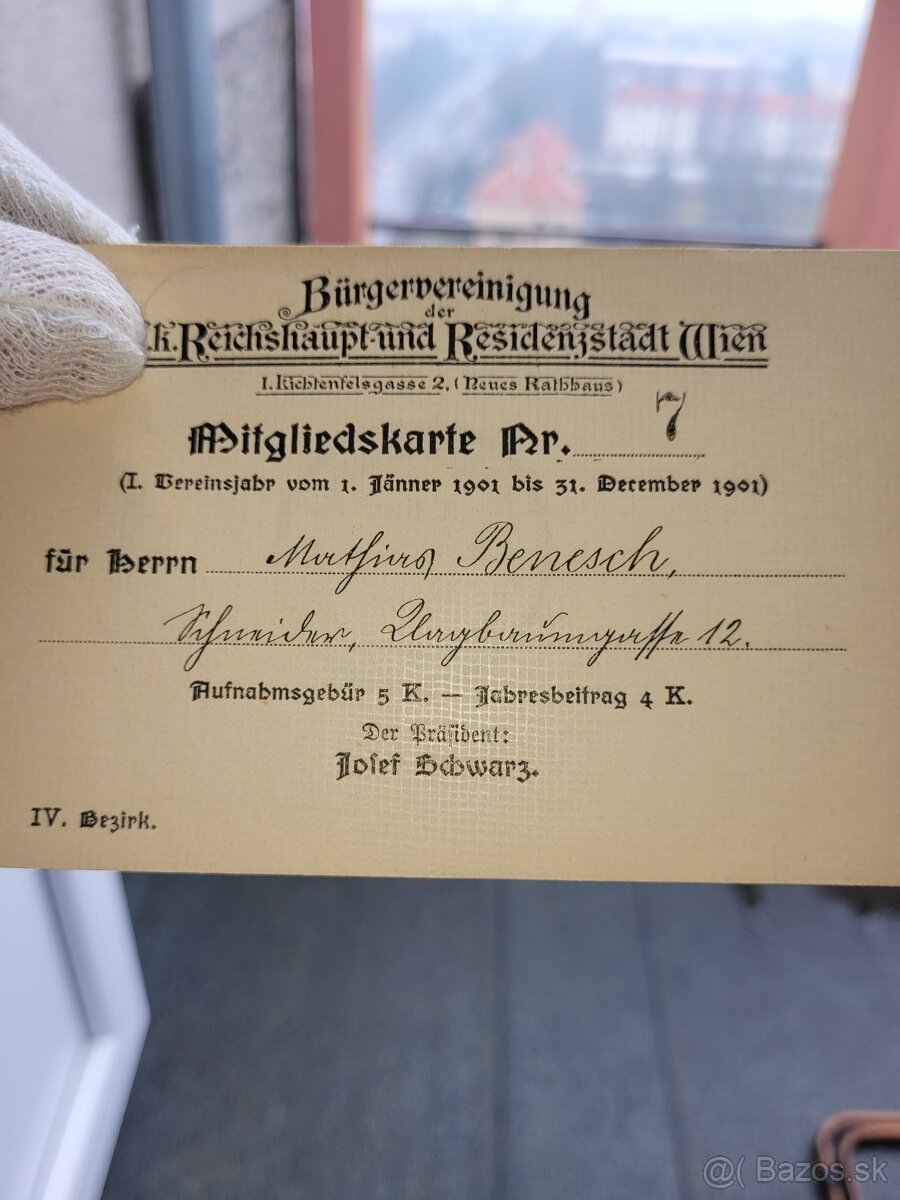 Bürgervereinigung
der
k. Reichshaupt- und Residenzstadt Wien
I. Lichtenfelsgasse 2, (Neues Rathhaus)
Mitgliedskarte Nr. 7
(I. Vereinsjahr vom 1. Jänner 1901 bis 31. December 1901)
für Herrn Mathias Benesch,
Schneider, Klagbaumgasse 12.
Aufnahmsgebür 5 K. — Jahresbeitrag 4 K.
Der Präsident:
Josef Schwarz.
IV. Bezirk.
@( Bazos.sk